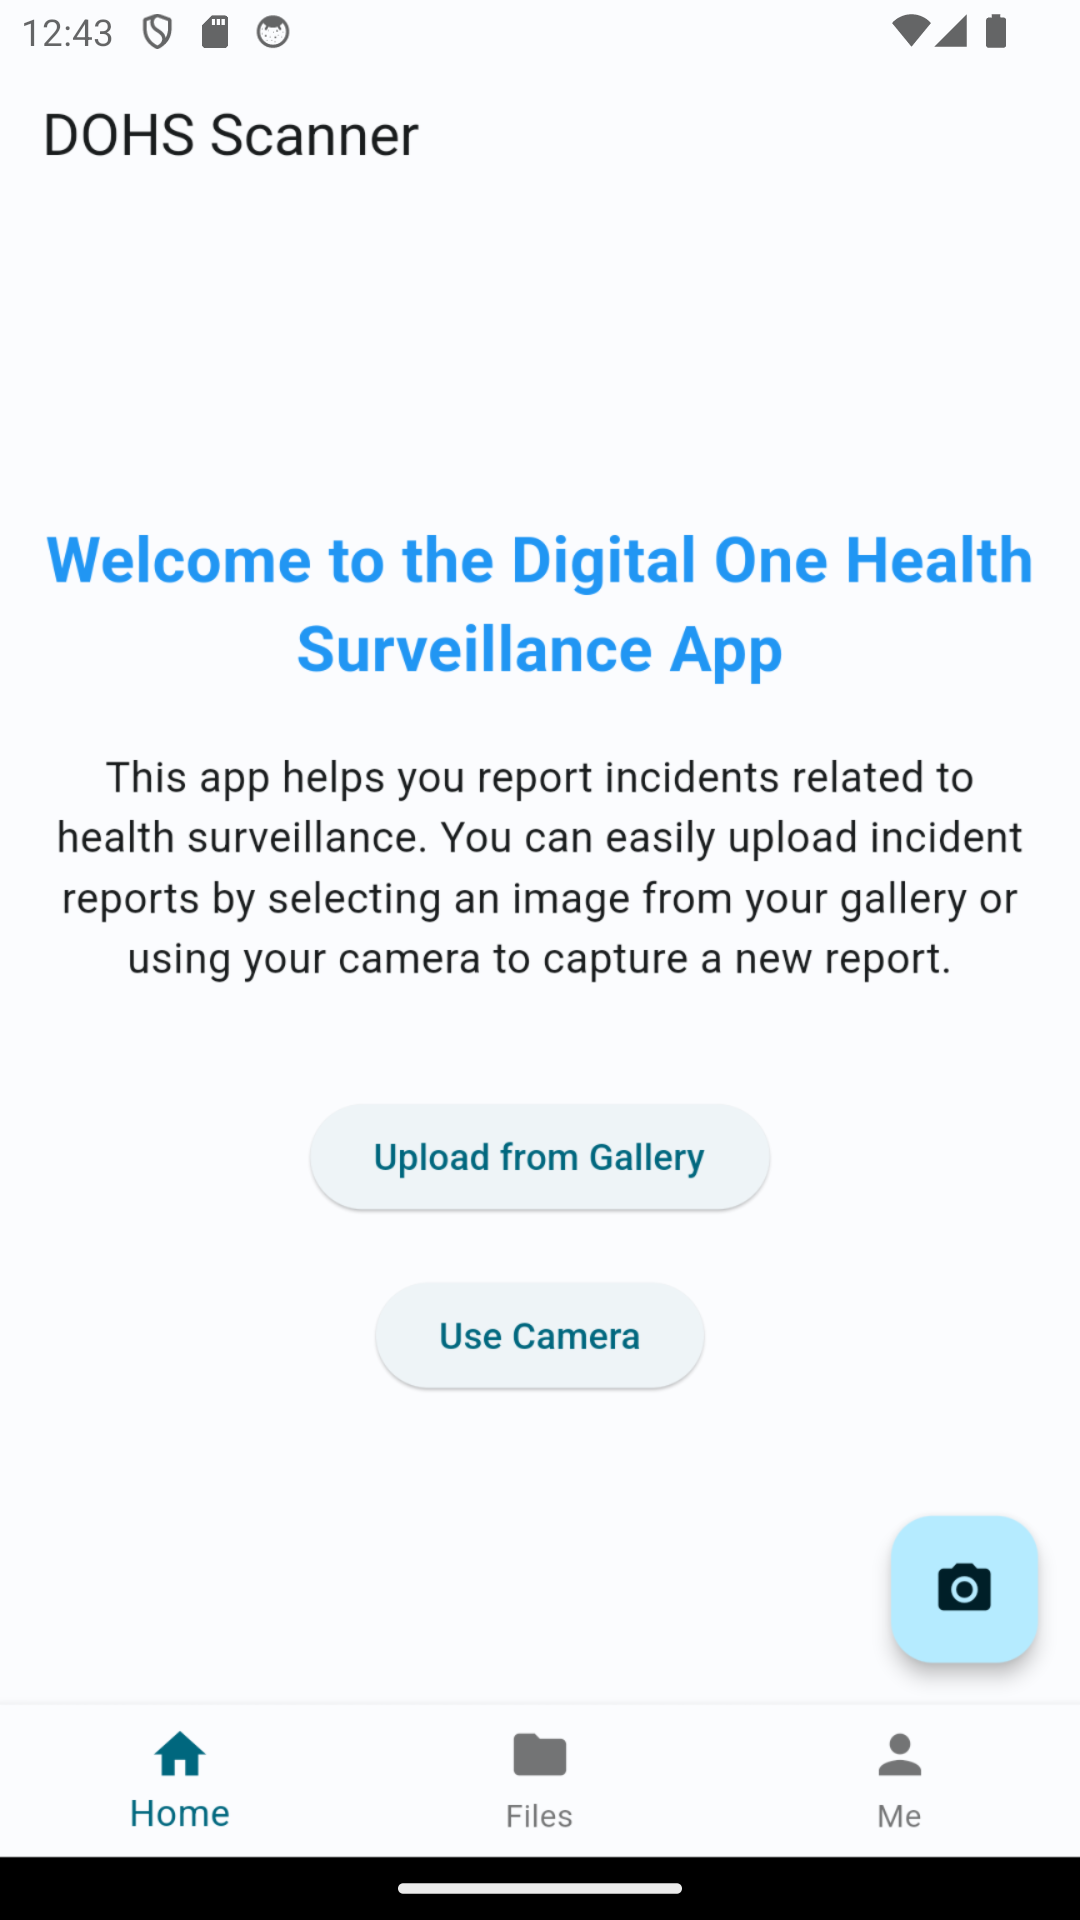 12:43
DOHS Scanner
Welcome to the Digital One Health
Surveillance App
This app helps you report incidents related to
health surveillance. You can easily upload incident
reports by selecting an image from your gallery or
using your camera to capture a new report.
Upload from Gallery
Use Camera
Home
Files
Me